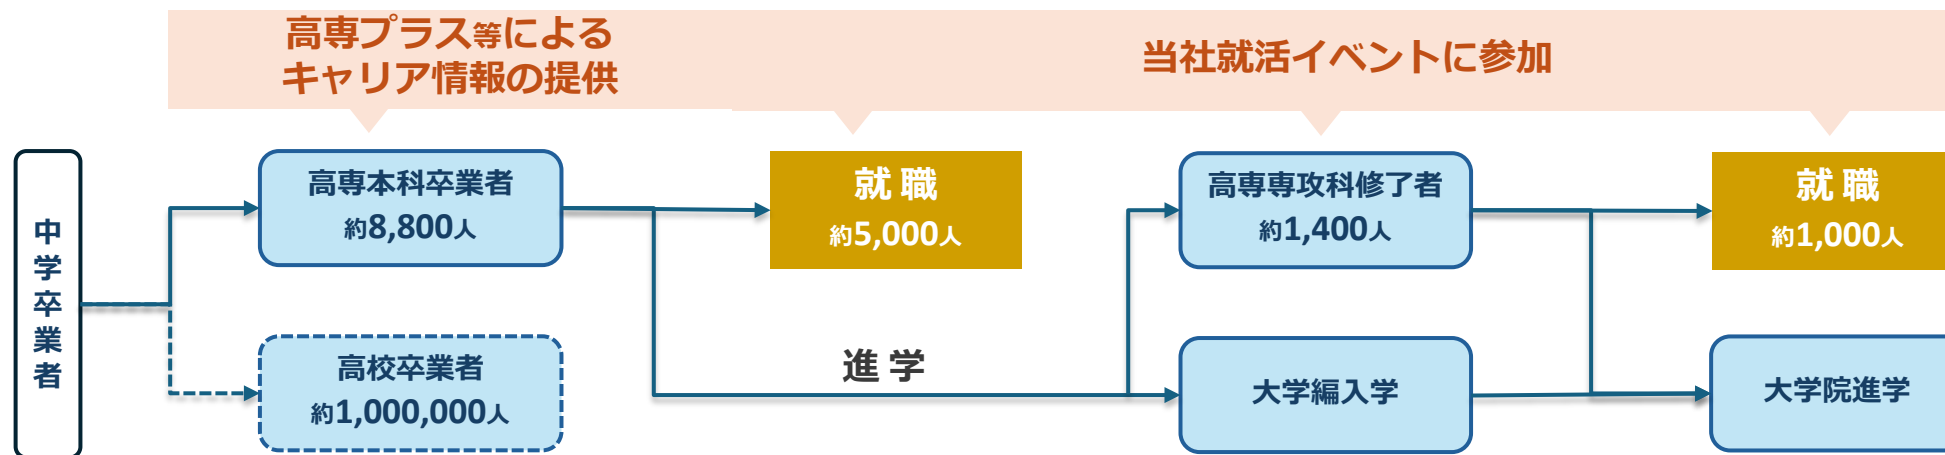 高専プラス等による
キャリア情報の提供
当社就活イベントに参加
中学卒業者
高専本科卒業者
約8,800人
就職
約5,000人
高専専攻科修了者
約1,400人
就職
約1,000人
高校卒業者
約1,000,000人
進学
大学編入学
大学院進学